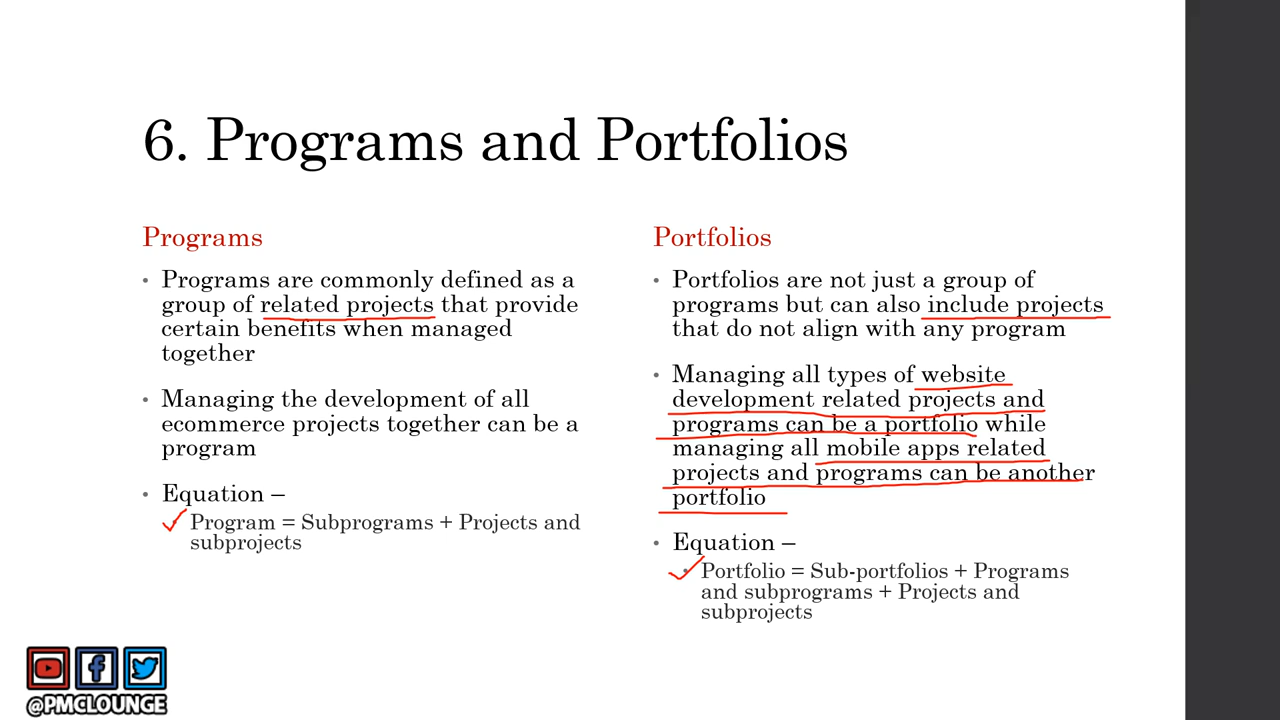 6. Programs and Portfolios
Programs
• Programs are commonly defined as a
group of related projects that provide
certain benefits when managed
together
• Managing the development of all
ecommerce projects together can be a
program
• Equation –
Program = Subprograms + Projects and
subprojects
Portfolios
• Portfolios are not just a group of
programs but can also include projects
that do not align with any program
• Managing all types of website
development related projects and
programs can be a portfolio while
managing all mobile apps related
projects and programs can be another
portfolio
• Equation –
• Portfolio = Sub-portfolios + Programs
and subprograms + Projects and
subprojects
@PMCLOUNGE